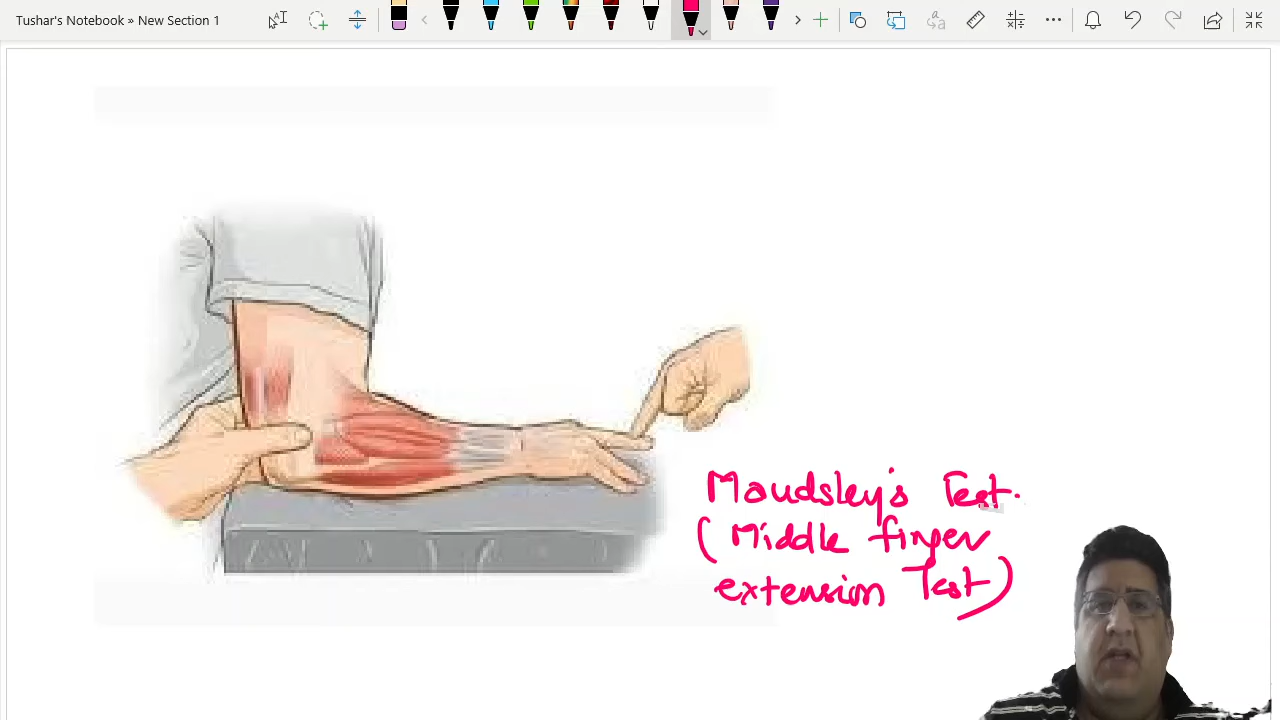 Tushar's Notebook » New Section 1
Maudsley's Test.
(Middle finger
extension Test)